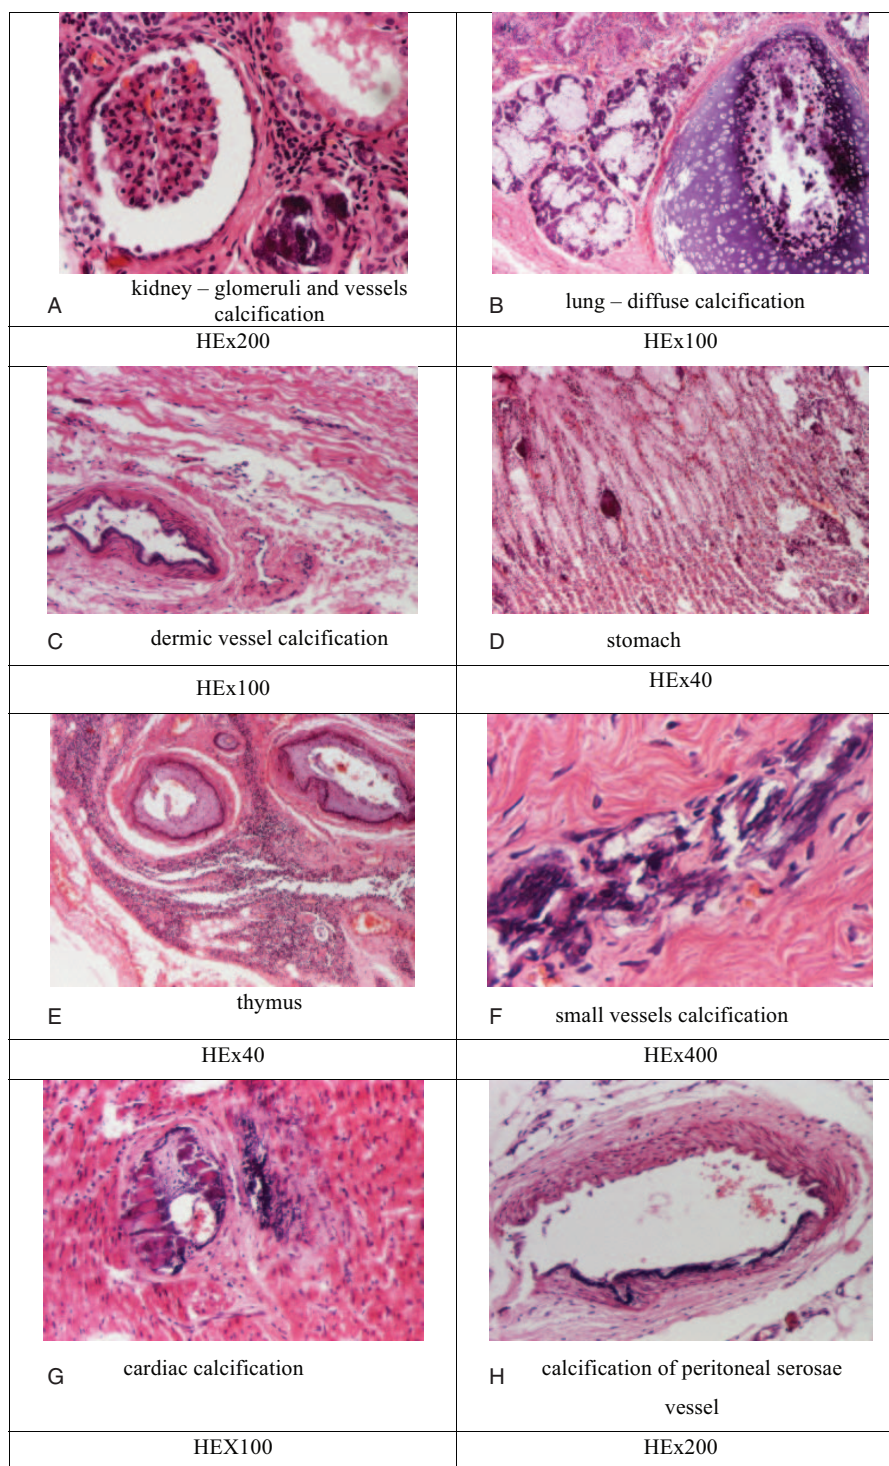 A
kidney – glomeruli and vessels
calcification
HEx200
B
lung – diffuse calcification
HEx100
C
dermic vessel calcification
HEx100
D
stomach
HEx40
E
thymus
HEx40
F
small vessels calcification
HEx400
G
cardiac calcification
HEX100
H
calcification of peritoneal serosae
vessel
HEx200